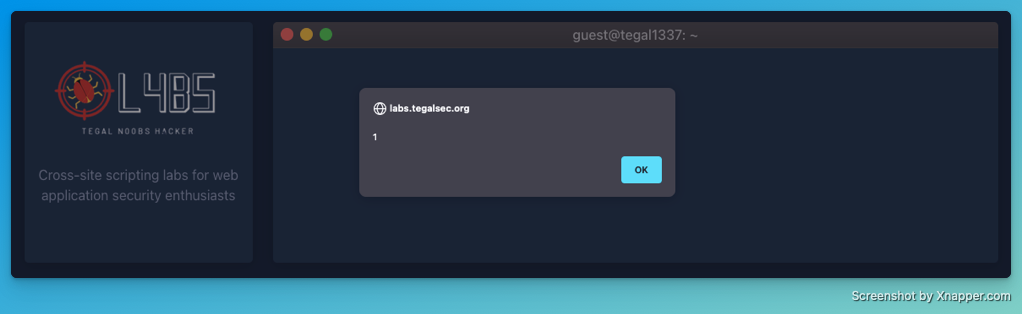 L4BS
TEGAL N00BS HACKER
Cross-site scripting labs for web
application security enthusiasts
guest@tegal1337: ~
labs.tegalsec.org
1
OK
Screenshot by Xnapper.com